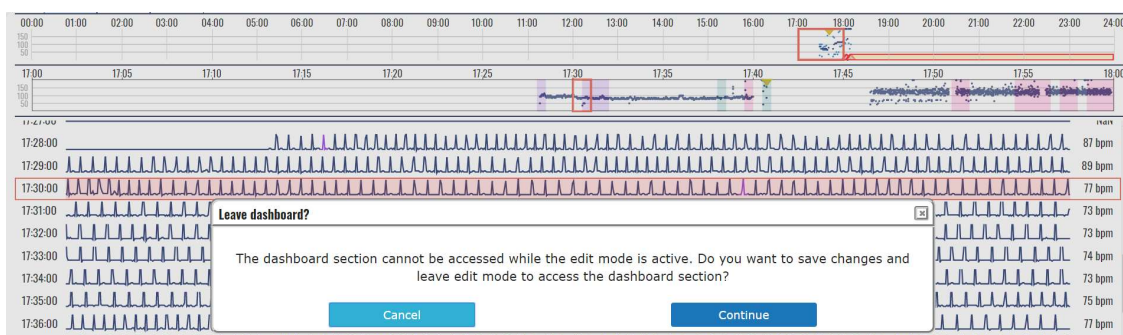 00:00 01:00 02:00 03:00 04:00 05:00 06:00 07:00 08:00 09:00 10:00 11:00 12:00 13:00 14:00 15:00 16:00 17:00 18:00 19:00 20:00 21:00 22:00 23:00 24:00
150
100
50
17:00 17:05 17:10 17:15 17:20 17:25 17:30 17:35 17:40 17:45 17:50 17:55 18:00
150
100
50
17:27:00 NaN
17:28:00 87 bpm
17:29:00 89 bpm
17:30:00 77 bpm
17:31:00 73 bpm
Leave dashboard?
17:32:00 73 bpm
17:33:00 74 bpm
The dashboard section cannot be accessed while the edit mode is active. Do you want to save changes and
17:34:00 73 bpm
leave edit mode to access the dashboard section?
17:35:00 75 bpm
Cancel Continue
17:36:00 77 bpm